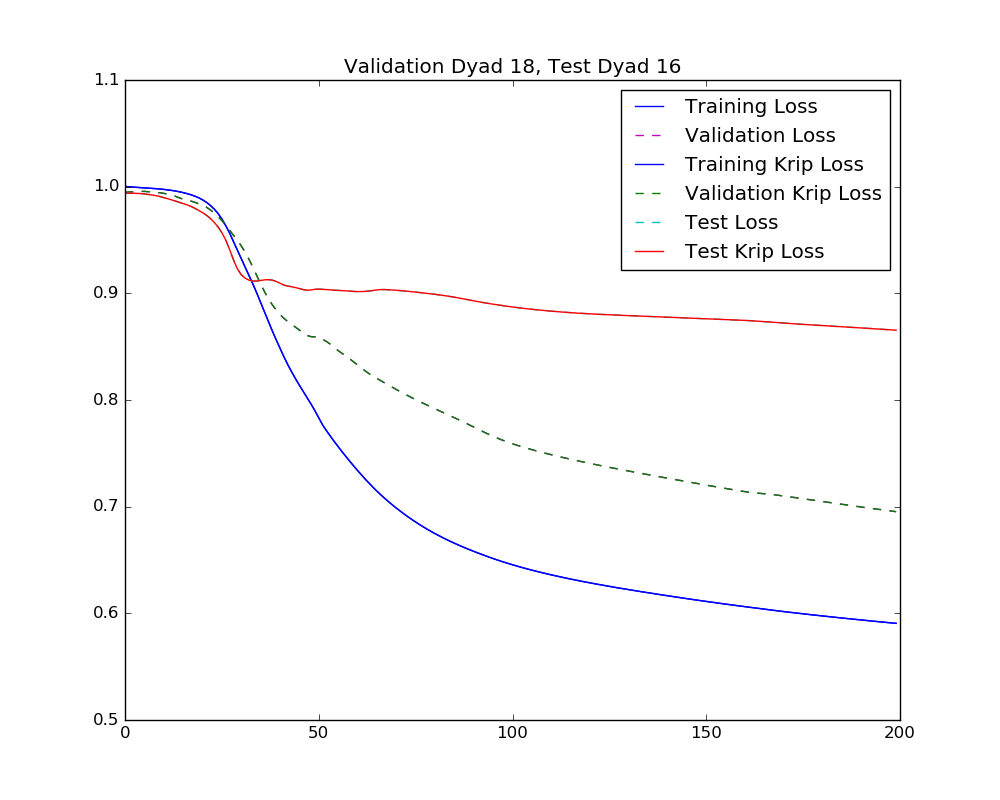 Validation Dyad 18, Test Dyad 16
1.1
1.0
0.9
0.8
0.7
0.6
0.5
0 50 100 150 200
Training Loss
Validation Loss
Training Krip Loss
Validation Krip Loss
Test Loss
Test Krip Loss